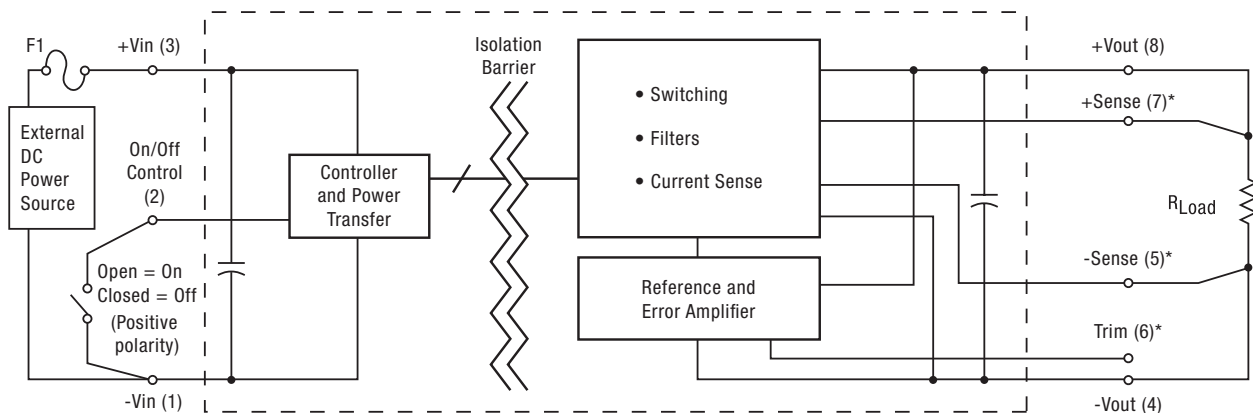 F1
+Vin (3)
External
DC
Power
Source
On/Off
Control
(2)
Open = On
Closed = Off
(Positive
polarity)
-Vin (1)
Controller
and Power
Transfer
Isolation
Barrier
• Switching
• Filters
• Current Sense
Reference and
Error Amplifier
+Vout (8)
+Sense (7)*
RLoad
-Sense (5)*
Trim (6)*
-Vout (4)